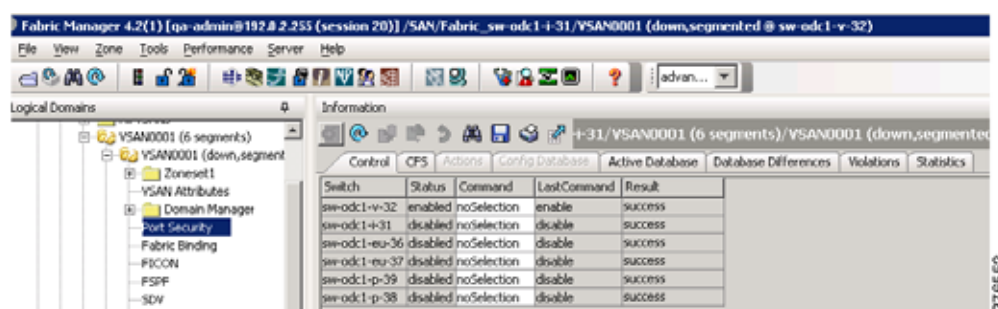 Fabric Manager 4.2(1) [qa-admin@192.0.2.255 (session 20)] /SAN/Fabric_sw-odc1-i-31/VSAN0001 (down,segmented @ sw-odc1-v-32)
File View Zone Tools Performance Server Help
advan...
Logical Domains
Information
VSAN0001 (6 segments)
VSAN0001 (down,segment
Zoneset1
VSAN Attributes
Domain Manager
Port Security
Fabric Binding
FICON
FSPF
SDV
-i-31/VSAN0001 (6 segments)/VSAN0001 (down,segmented
Control CFS Actions Config Database Active Database Database Differences Violations Statistics
Switch Status Command LastCommand Result
sw-odc1-v-32 enabled noSelection enable success
sw-odc1-i-31 disabled noSelection disable success
sw-odc1-eu-36 disabled noSelection disable success
sw-odc1-eu-37 disabled noSelection disable success
sw-odc1-p-39 disabled noSelection disable success
sw-odc1-p-38 disabled noSelection disable success